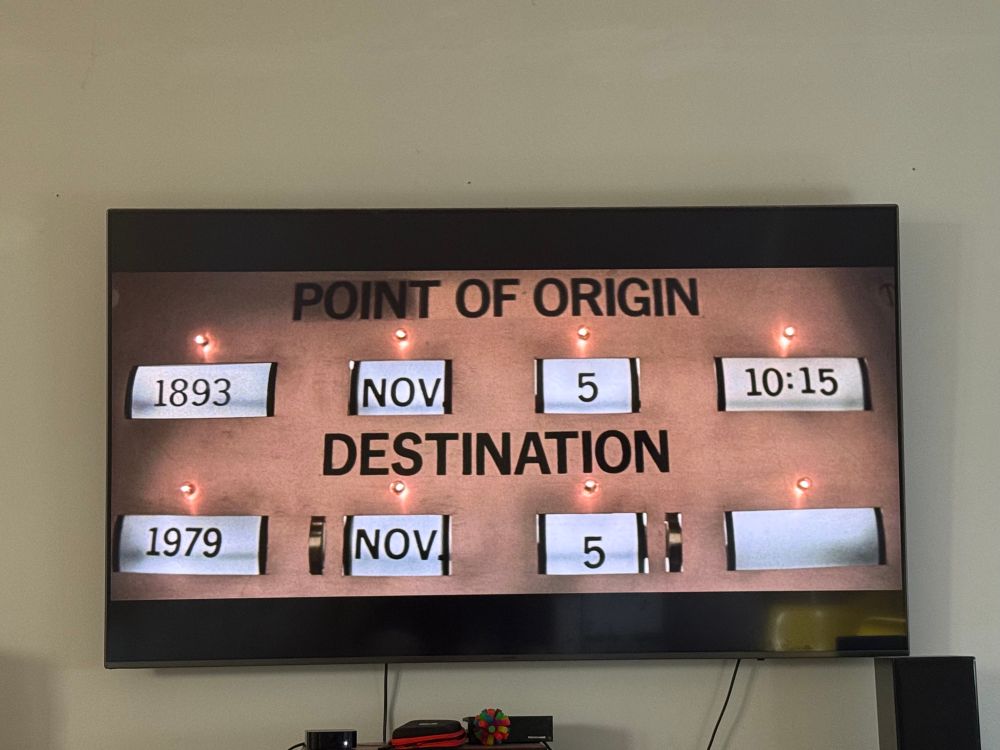 POINT OF ORIGIN
1893 NOV. 5 10:15
DESTINATION
1979 NOV. 5